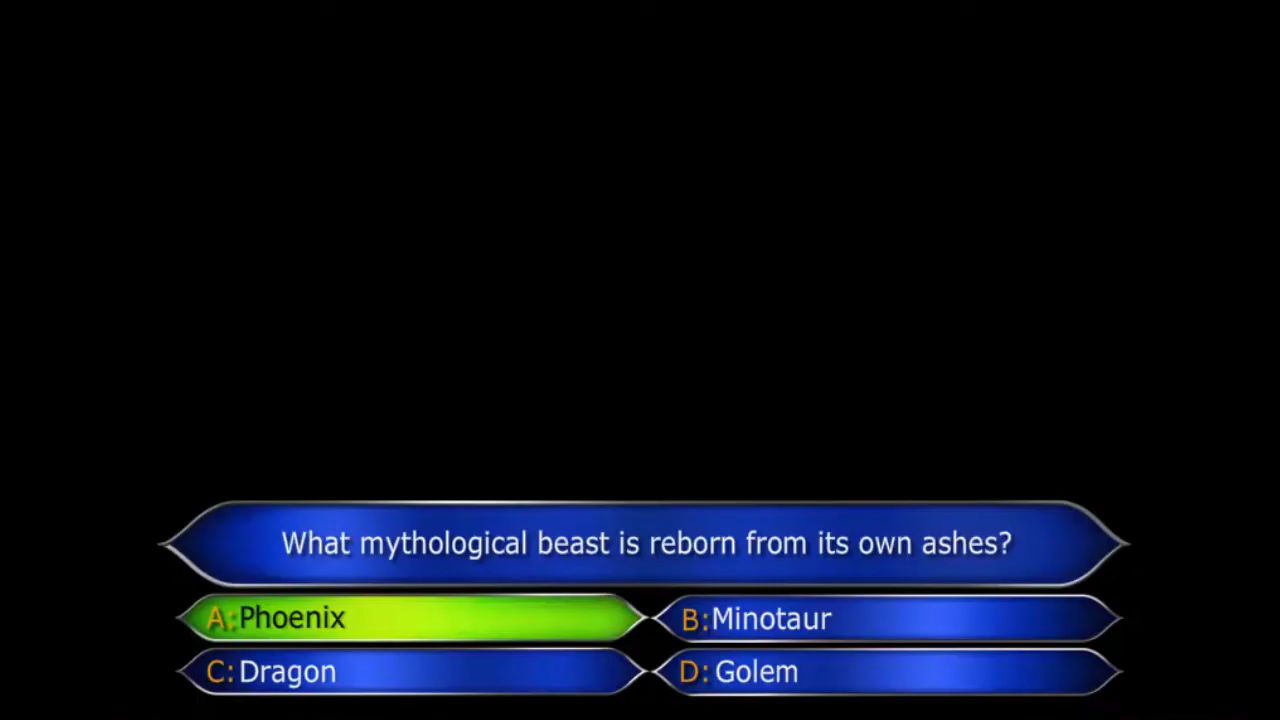 What mythological beast is reborn from its own ashes?
A:Phoenix
B:Minotaur
C:Dragon
D:Golem